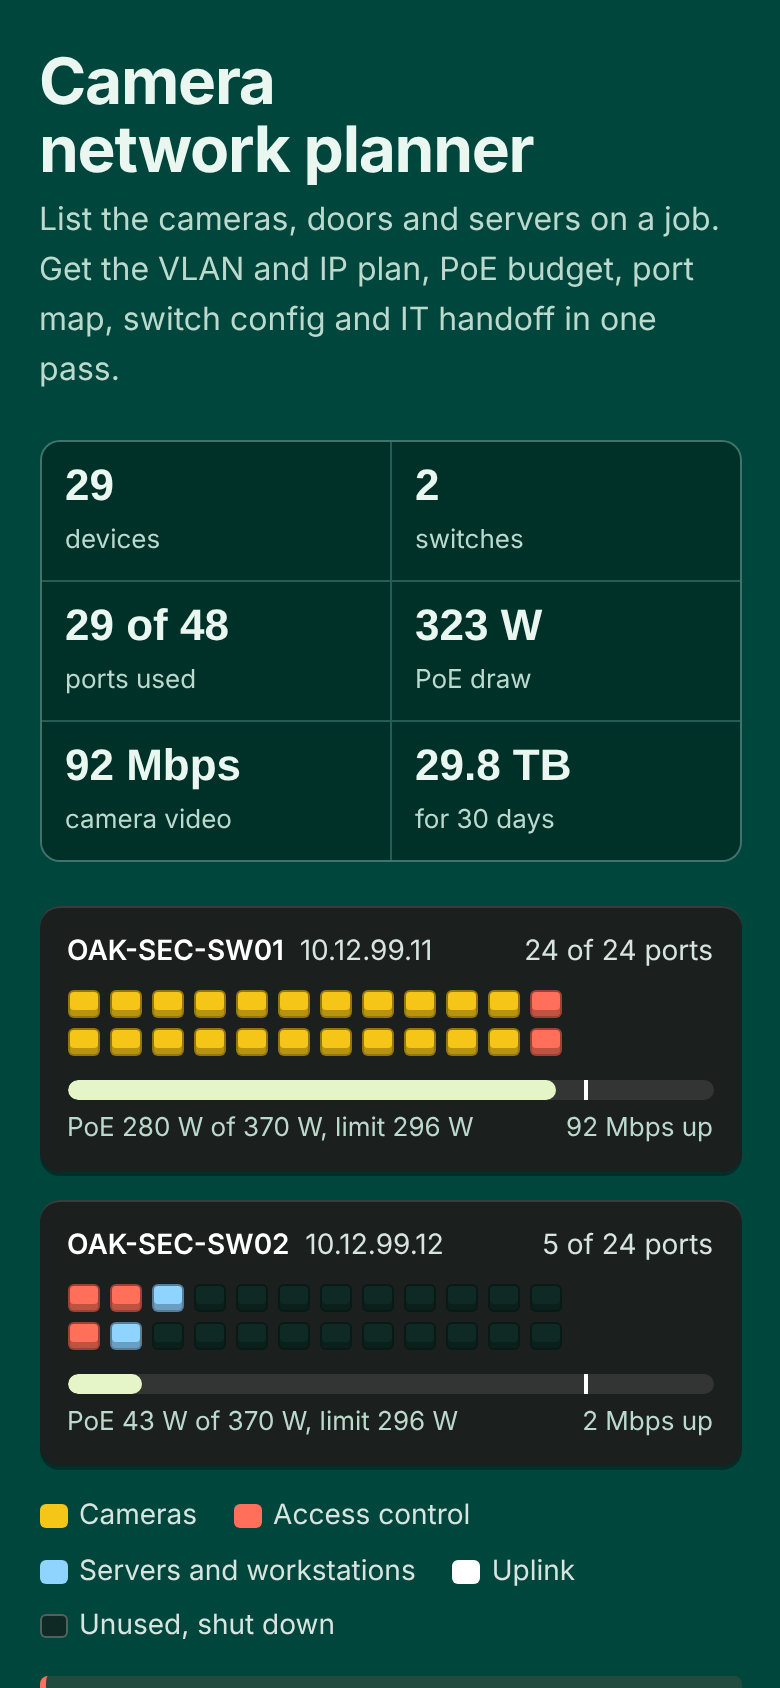 Camera
network planner
List the cameras, doors and servers on a job.
Get the VLAN and IP plan, PoE budget, port
map, switch config and IT handoff in one
pass.
29
devices
2
switches
29 of 48
ports used
323 W
PoE draw
92 Mbps
camera video
29.8 TB
for 30 days
OAK-SEC-SW01 10.12.99.11 24 of 24 ports
PoE 280 W of 370 W, limit 296 W 92 Mbps up
OAK-SEC-SW02 10.12.99.12 5 of 24 ports
PoE 43 W of 370 W, limit 296 W 2 Mbps up
Cameras Access control
Servers and workstations Uplink
Unused, shut down